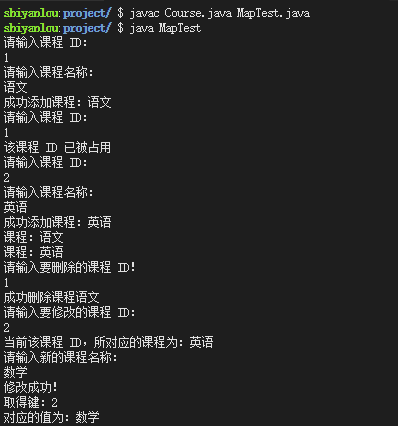 shiyanlou:project/ $ javac Course.java MapTest.java
shiyanlou:project/ $ java MapTest
请输入课程 ID:
1
请输入课程名称:
语文
成功添加课程: 语文
请输入课程 ID:
1
该课程 ID 已被占用
请输入课程 ID:
2
请输入课程名称:
英语
成功添加课程: 英语
课程: 语文
课程: 英语
请输入要删除的课程 ID!
1
成功删除课程语文
请输入要修改的课程 ID:
2
当前该课程 ID, 所对应的课程为: 英语
请输入新的课程名称:
数学
修改成功!
取得键: 2
对应的值为: 数学